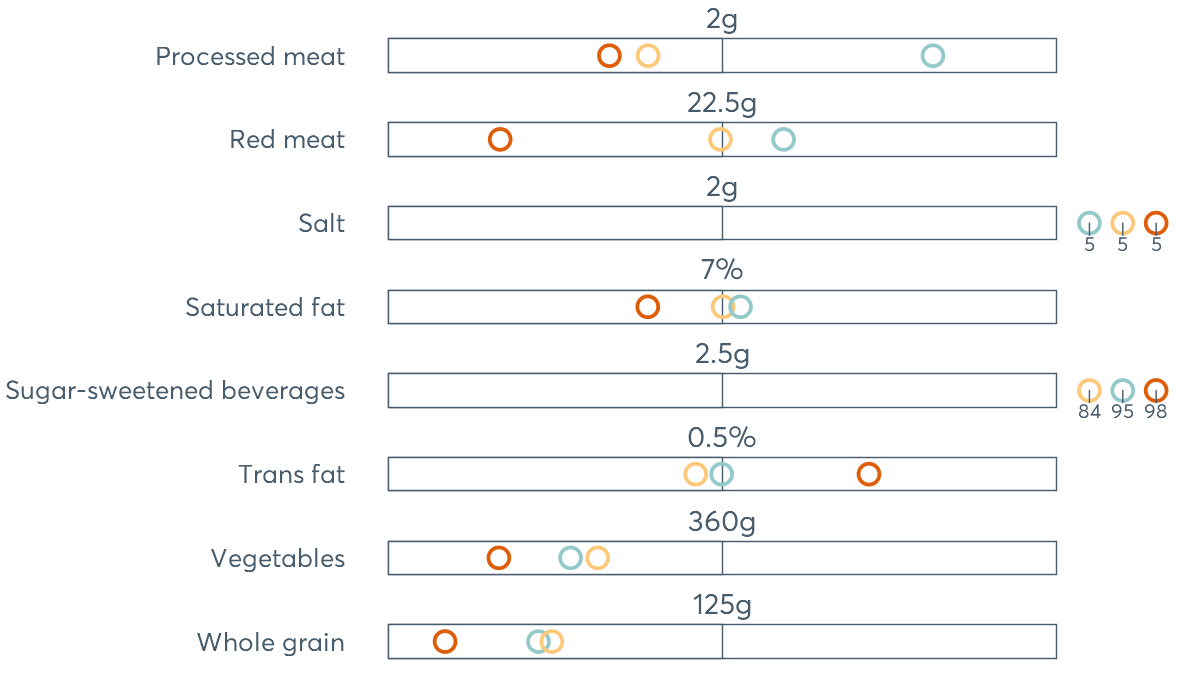 2g
Processed meat
22.5g
Red meat
2g
Salt
5 5 5
7%
Saturated fat
2.5g
Sugar-sweetened beverages
84 95 98
0.5%
Trans fat
360g
Vegetables
125g
Whole grain